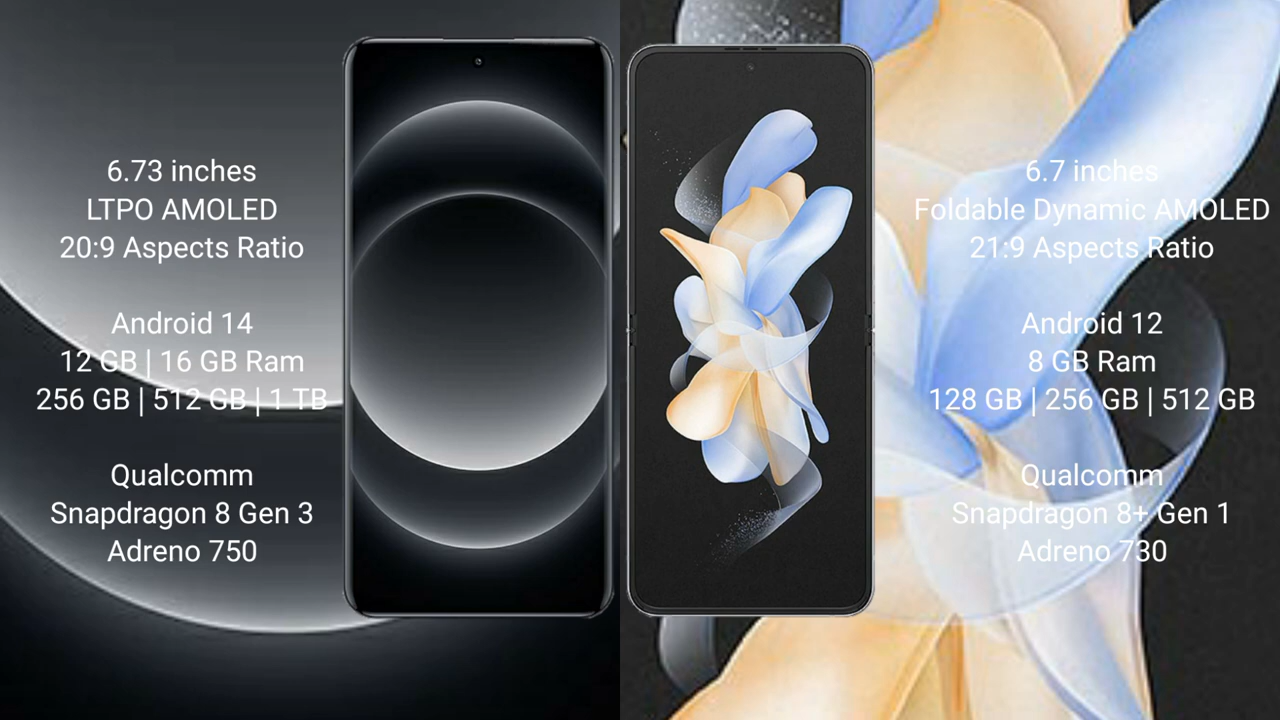 6.73 inches
LTPO AMOLED
20:9 Aspects Ratio
Android 14
12 GB | 16 GB Ram
256 GB | 512 GB | 1 TB
Qualcomm
Snapdragon 8 Gen 3
Adreno 750
6.7 inches
Foldable Dynamic AMOLED
21:9 Aspects Ratio
Android 12
8 GB Ram
128 GB | 256 GB | 512 GB
Qualcomm
Snapdragon 8+ Gen 1
Adreno 730